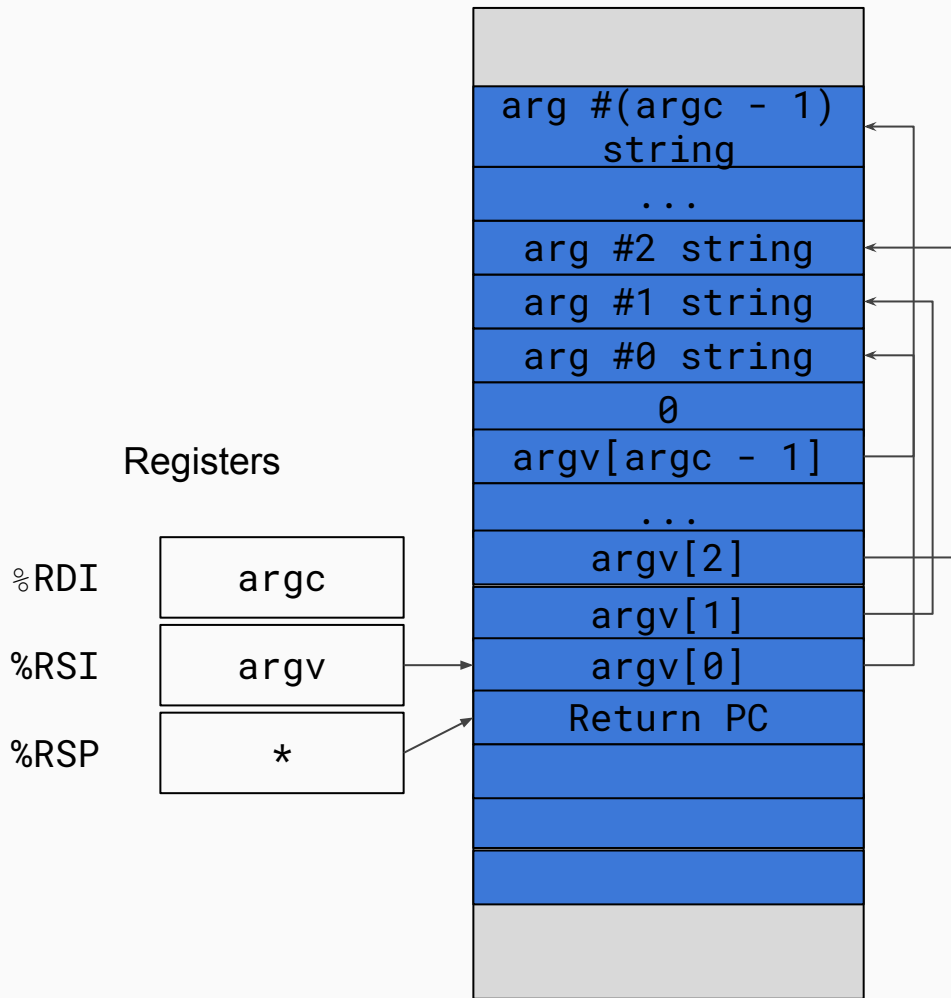 arg #(argc - 1)
string
...
arg #2 string
arg #1 string
arg #0 string
0
argv[argc - 1]
...
argv[2]
argv[1]
argv[0]
Return PC
Registers
%RDI
argc
%RSI
argv
%RSP
*